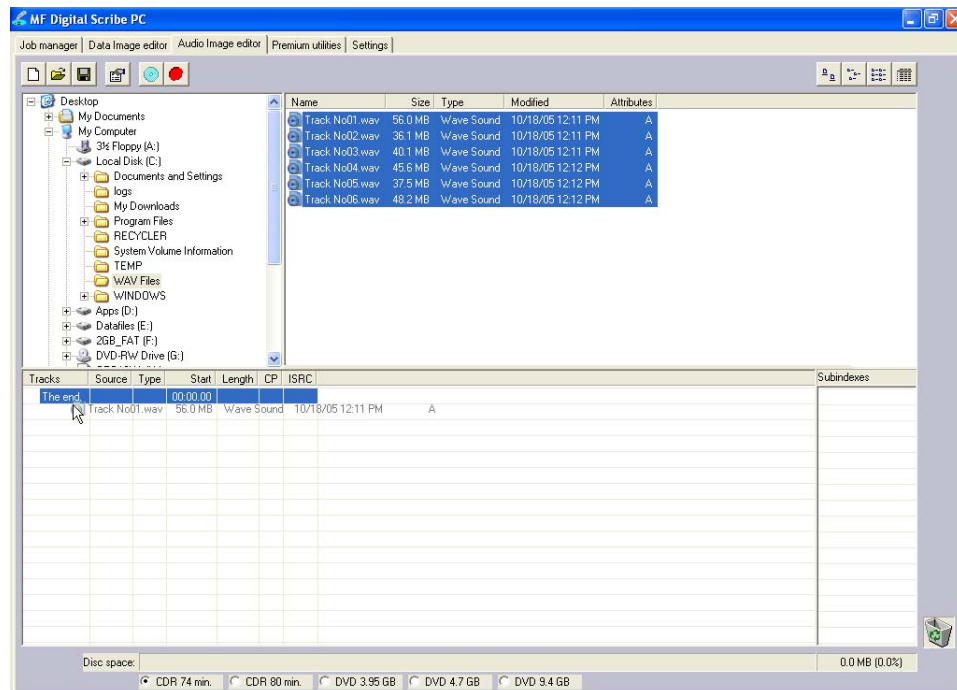 MF Digital Scribe PC
Job manager Data Image editor Audio Image editor Premium utilities Settings
Desktop
My Documents
My Computer
3½ Floppy (A:)
Local Disk (C:)
Documents and Settings
logs
My Downloads
Program Files
RECYCLER
System Volume Information
TEMP
WAV Files
WINDOWS
Apps (D:)
Datafiles (E:)
2GB_FAT (F:)
DVD-RW Drive (G:)
Name Size Type Modified Attributes
Track No01.wav 56.0 MB Wave Sound 10/18/05 12:11 PM A
Track No02.wav 36.1 MB Wave Sound 10/18/05 12:11 PM A
Track No03.wav 40.1 MB Wave Sound 10/18/05 12:11 PM A
Track No04.wav 45.6 MB Wave Sound 10/18/05 12:12 PM A
Track No05.wav 37.5 MB Wave Sound 10/18/05 12:12 PM A
Track No06.wav 48.2 MB Wave Sound 10/18/05 12:12 PM A
Tracks Source Type Start Length CP ISRC Subindexes
The end. 00:00.00
Track No01.wav 56.0 MB Wave Sound 10/18/05 12:11 PM A
Disc space: 0.0 MB (0.0%)
CDR 74 min. CDR 80 min. DVD 3.95 GB DVD 4.7 GB DVD 9.4 GB